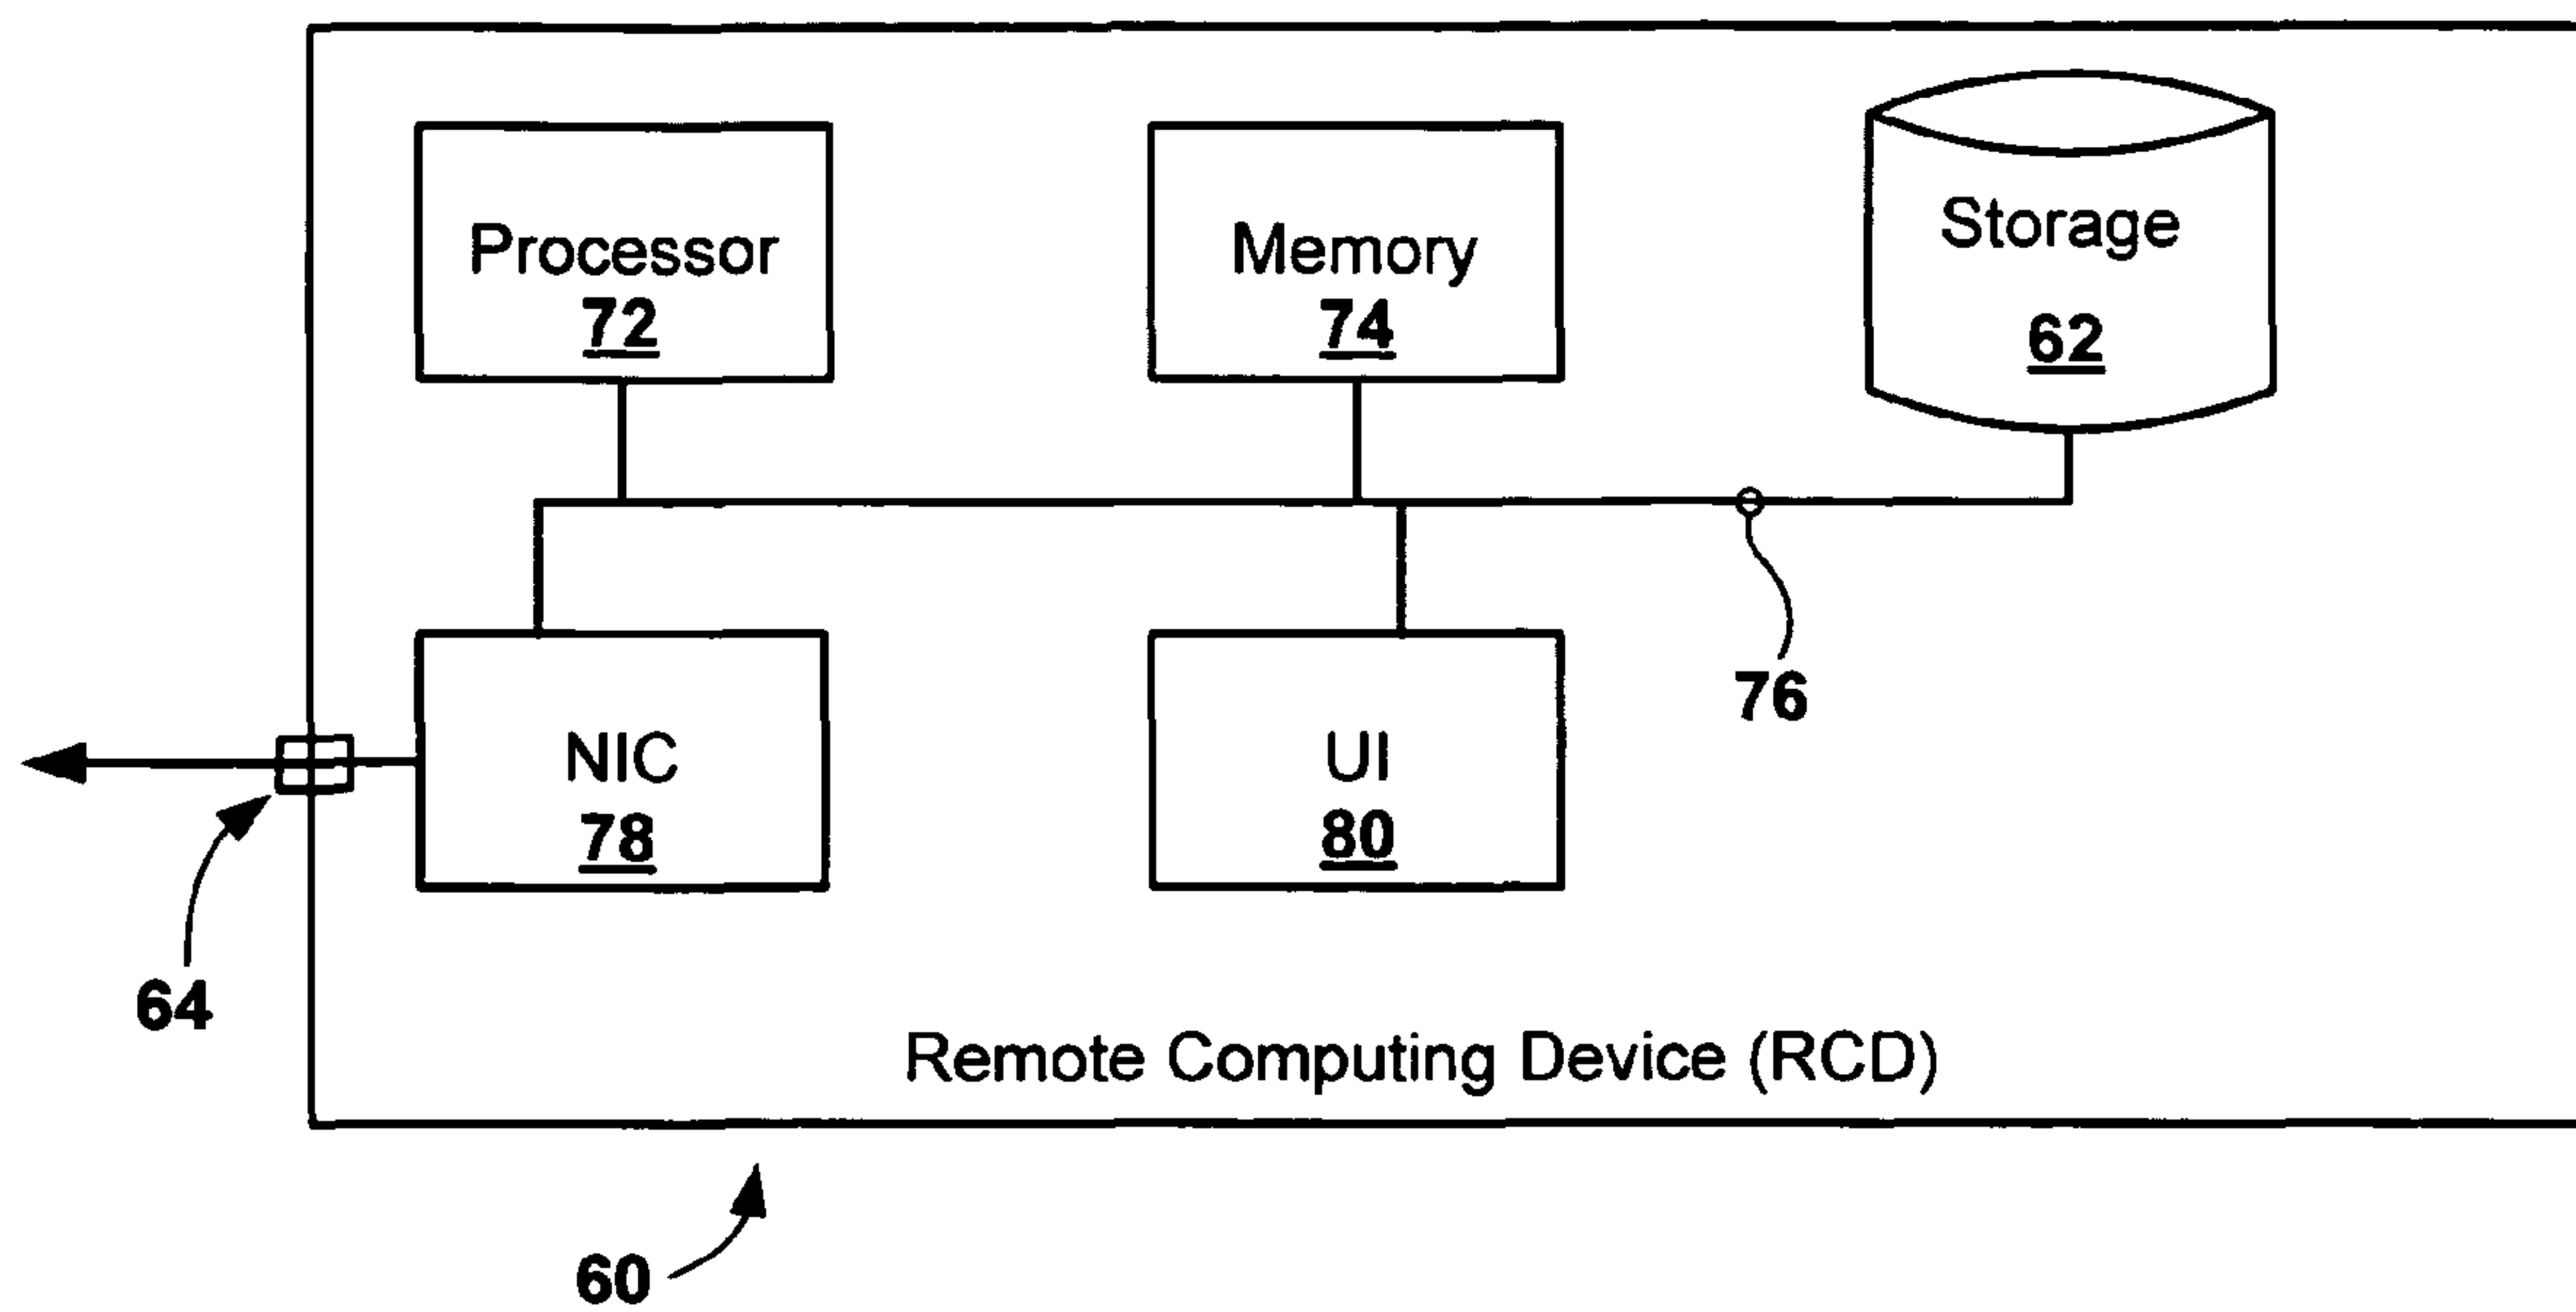 Processor
72
Memory
74
Storage
62
76
NIC
78
UI
80
64
Remote Computing Device (RCD)
60